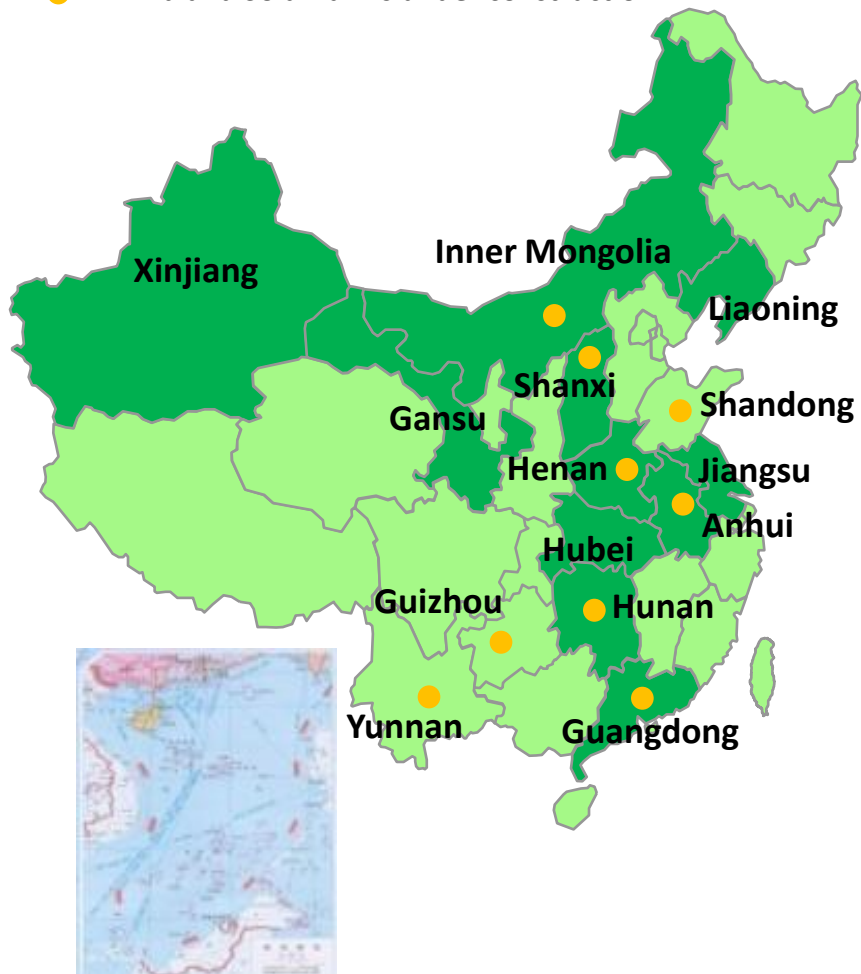 Inner Mongolia
Xinjiang
Liaoning
Shanxi
Shandong
Gansu
Henan
Jiangsu
Anhui
Hubei
Guizhou
Hunan
Yunnan
Guangdong